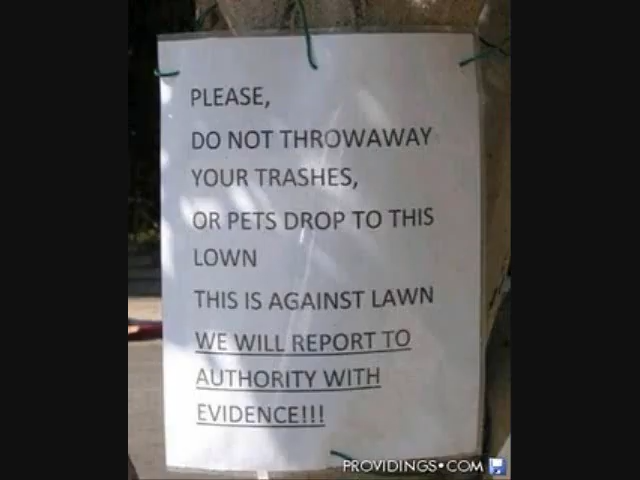 PLEASE,
DO NOT THROWAWAY
YOUR TRASHES,
OR PETS DROP TO THIS
LOWN
THIS IS AGAINST LAWN
WE WILL REPORT TO
AUTHORITY WITH
EVIDENCE!!!
PROVIDINGS•COM